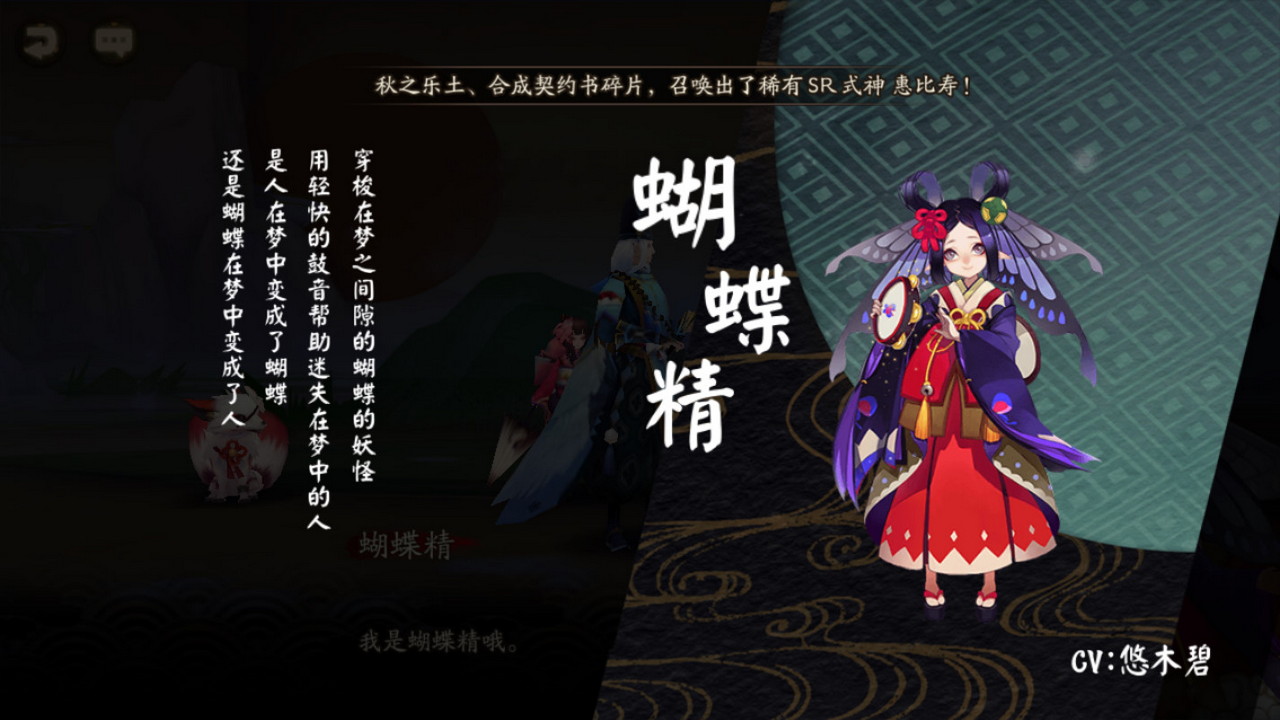 秋之乐土、合成契约书碎片，召唤出了稀有SR式神 惠比寿！
穿梭在梦之间隙的蝴蝶的妖怪
用轻快的鼓音帮助迷失在梦中的人
是人在梦中变成了蝴蝶
还是蝴蝶在梦中变成了人
蝴蝶精
蝴蝶精
我是蝴蝶精哦。
CV:悠木碧